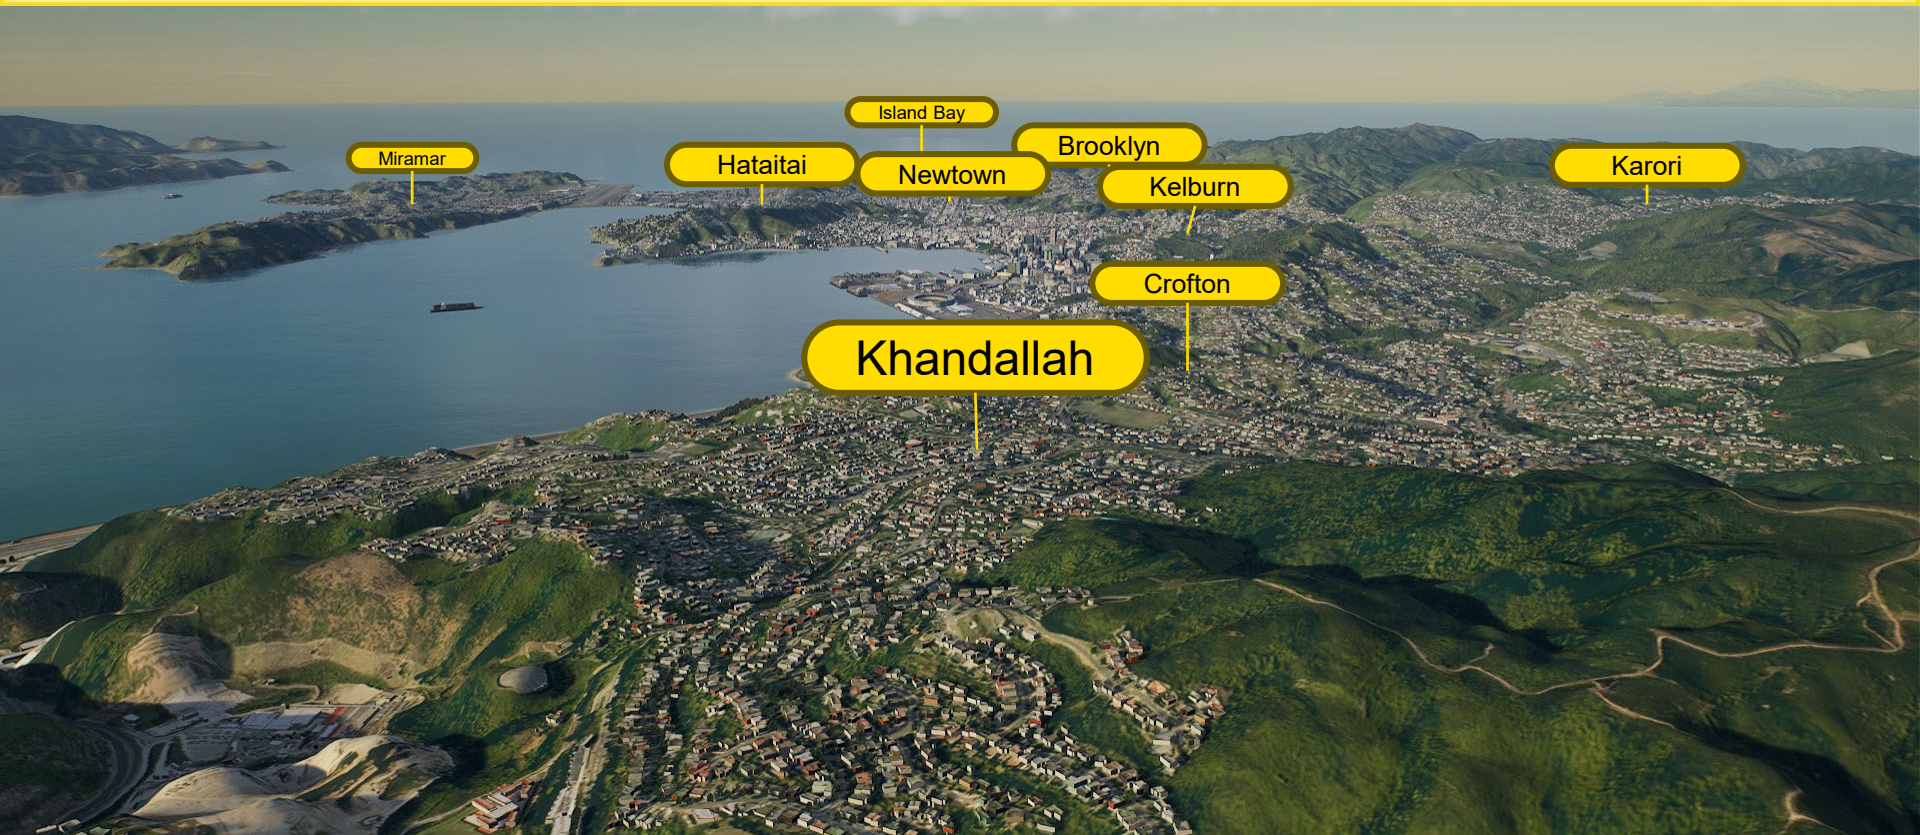 Island Bay
Brooklyn
Miramar
Hataitai
Newtown
Kelburn
Karori
Crofton
Khandallah